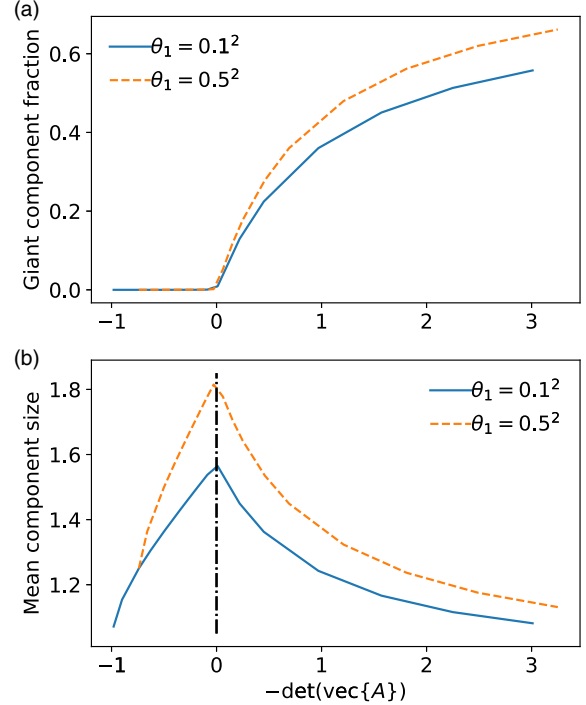 (a)
0.6
0.4
0.2
0.0
Giant component fraction
θ₁ = 0.1²
θ₁ = 0.5²
−1 0 1 2 3
(b)
1.8
1.6
1.4
1.2
Mean component size
θ₁ = 0.1²
θ₁ = 0.5²
−1 0 1 2 3
−det(vec{A})